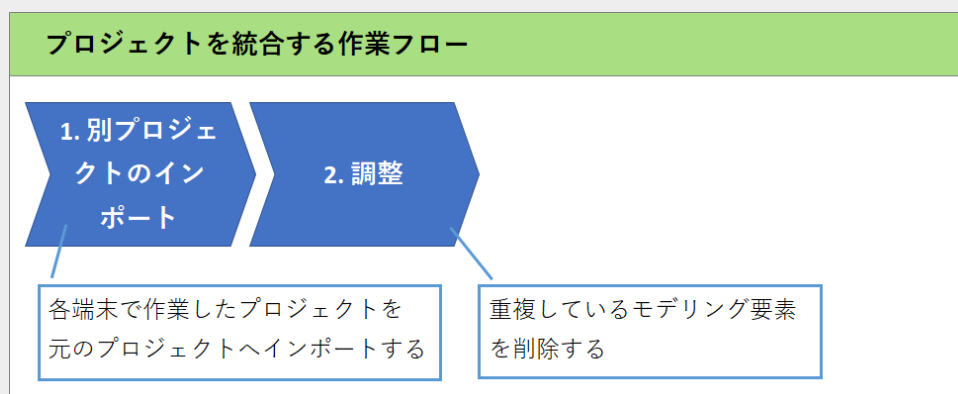 プロジェクトを統合する作業フロー
1. 別プロジェ
クトのイン
ポート
2. 調整
各端末で作業したプロジェクトを
元のプロジェクトへインポートする
重複しているモデリング要素
を削除する